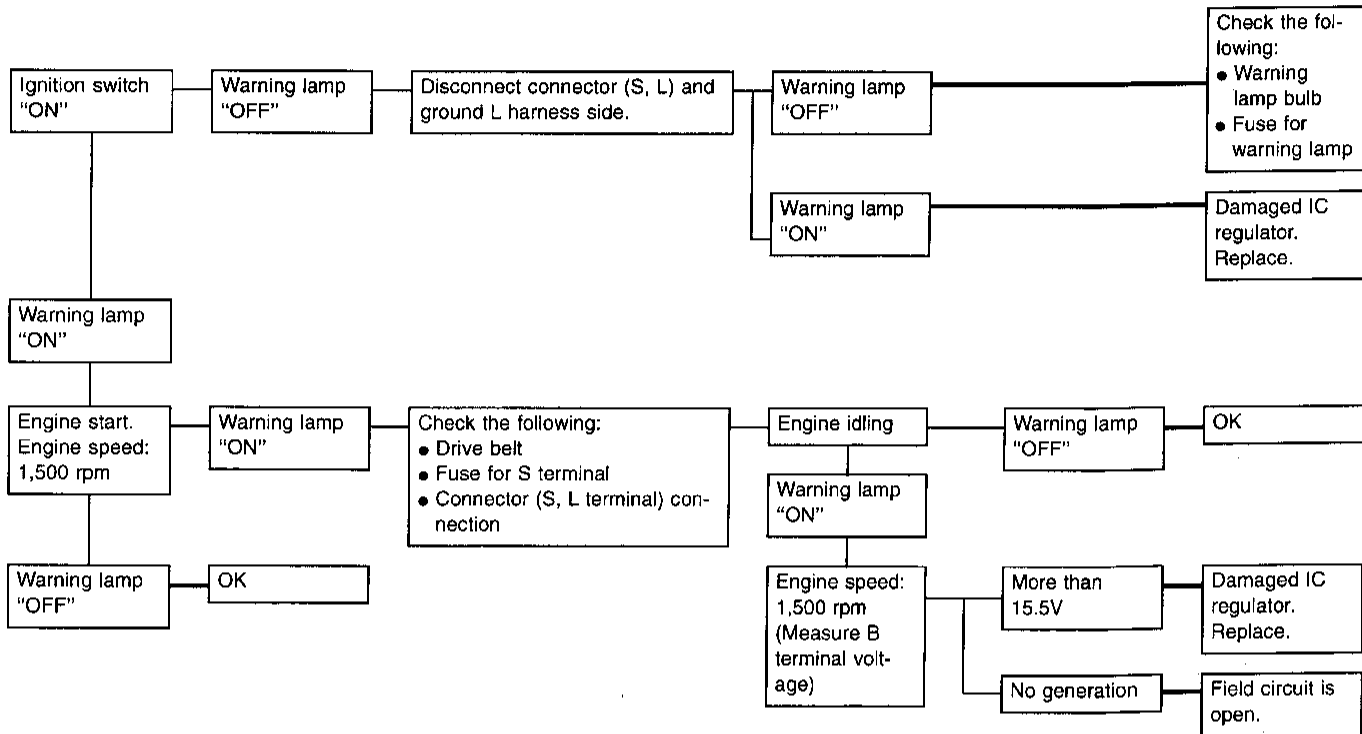 Ignition switch
“ON”
Warning lamp
“OFF”
Disconnect connector (S, L) and
ground L harness side.
Warning lamp
“OFF”
Check the fol-
lowing:
● Warning
lamp bulb
● Fuse for
warning lamp
Warning lamp
“ON”
Damaged IC
regulator.
Replace.
Warning lamp
“ON”
Engine start.
Engine speed:
1,500 rpm
Warning lamp
“ON”
Check the following:
● Drive belt
● Fuse for S terminal
● Connector (S, L terminal) con-
nection
Engine idling
Warning lamp
“OFF”
OK
Warning lamp
“ON”
Warning lamp
“OFF”
OK
Engine speed:
1,500 rpm
(Measure B
terminal volt-
age)
More than
15.5V
Damaged IC
regulator.
Replace.
No generation
Field circuit is
open.